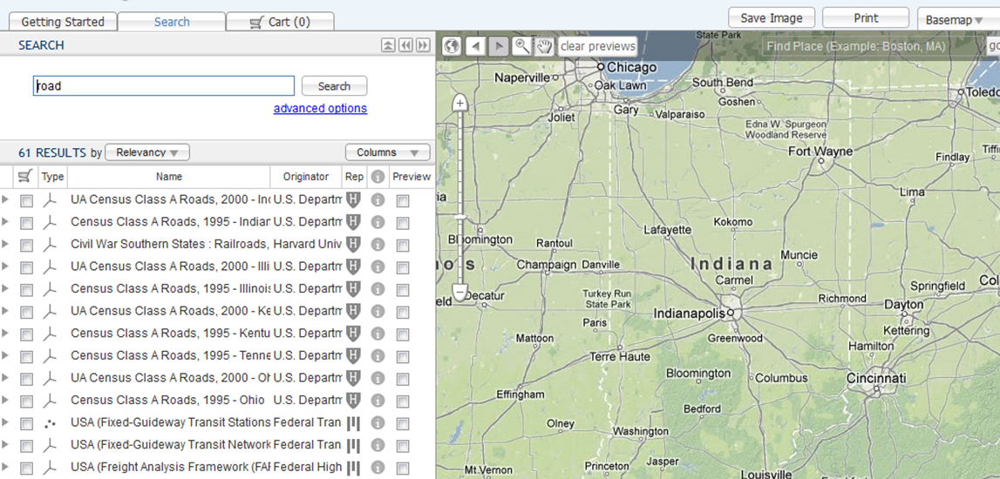 Getting Started
Search
Cart (0)
Save Image
Print
Basemap
SEARCH
clear previews
Find Place (Example: Boston, MA)
go
road
Search
advanced options
61 RESULTS by Relevancy
Columns
Type Name Originator Rep Preview
UA Census Class A Roads, 2000 - In U.S. Departm
Census Class A Roads, 1995 - Indian U.S. Departm
Civil War Southern States : Railroads, Harvard Univ
UA Census Class A Roads, 2000 - Illi U.S. Departm
Census Class A Roads, 1995 - Illinois U.S. Departm
UA Census Class A Roads, 2000 - Ke U.S. Departm
Census Class A Roads, 1995 - Kentu U.S. Departm
Census Class A Roads, 1995 - Tenne U.S. Departm
UA Census Class A Roads, 2000 - Oh U.S. Departm
Census Class A Roads, 1995 - Ohio U.S. Departm
USA (Fixed-Guideway Transit Stations Federal Tran
USA (Fixed-Guideway Transit Network Federal Tran
USA (Freight Analysis Framework (FAF Federal High
State Park
Chicago
Naperville
Oak Lawn
South Bend
Toledo
Goshen
Joliet
Gary
Valparaiso
Edna W. Spurgeon
Woodland Reserve
Fort Wayne
Findlay
Tiffi
Lima
ria
Kokomo
Lafayette
Bloomington
Rantoul
Muncie
Champaign
Danville
Indiana
ois
Carmel
Springfield
Col
field
Decatur
Turkey Run
State Park
Richmond
Dayton
Indianapolis
Paris
Kettering
Mattoon
Greenwood
Hamilton
Terre Haute
Bloomington
Columbus
Cincinnati
Effingham
Bedford
Olney
Washington
Mt.Vernon
Princeton
Jasper
Louisville